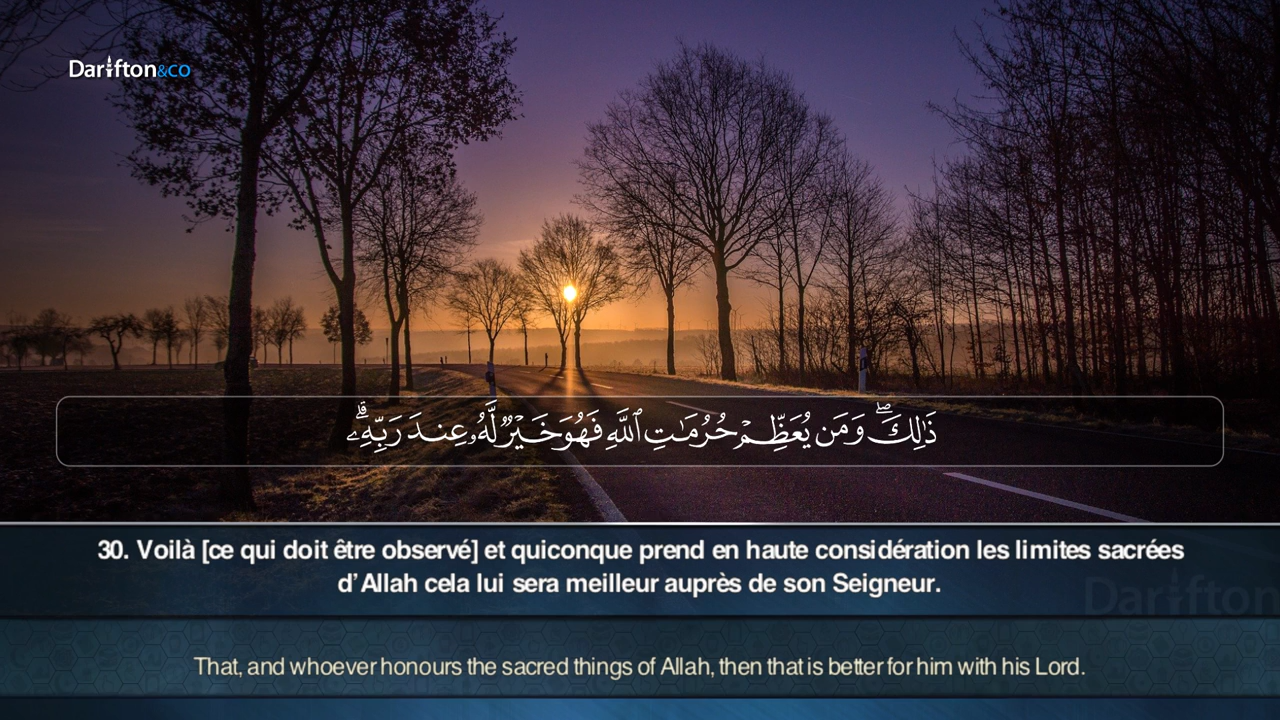 Darifton&co
ذَٰلِكَ ۖ وَمَن يُعَظِّمْ حُرُمَٰتِ ٱللَّهِ فَهُوَ خَيْرٌ لَّهُۥ عِندَ رَبِّهِۦ ۗ
30. Voilà [ce qui doit être observé] et quiconque prend en haute considération les limites sacrées
d’Allah cela lui sera meilleur auprès de son Seigneur.
Darifton
That, and whoever honours the sacred things of Allah, then that is better for him with his Lord.